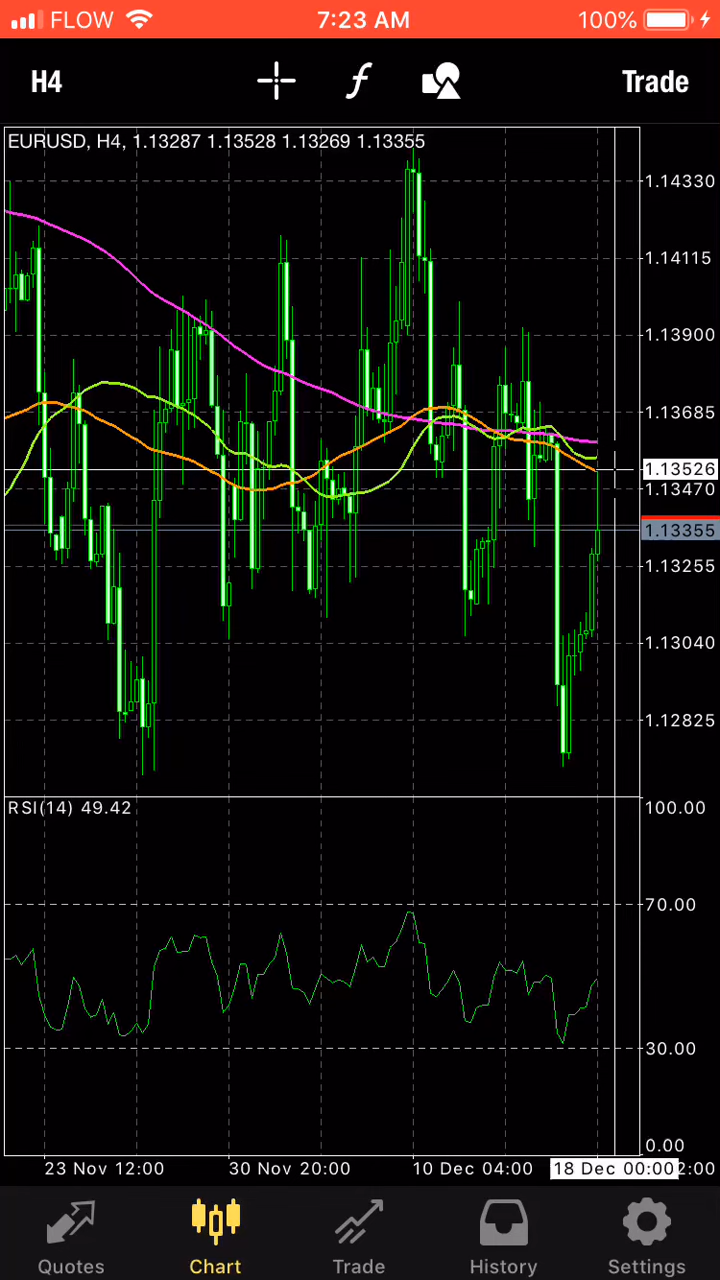 FLOW 7:23 AM 100%
H4 f Trade
EURUSD, H4, 1.13287 1.13528 1.13269 1.13355
1.14330
1.14115
1.13900
1.13685
1.13526
1.13470
1.13355
1.13255
1.13040
1.12825
RSI(14) 49.42
100.00
70.00
30.00
0.00
23 Nov 12:00 30 Nov 20:00 10 Dec 04:00 18 Dec 00:00 2:00
Quotes Chart Trade History Settings